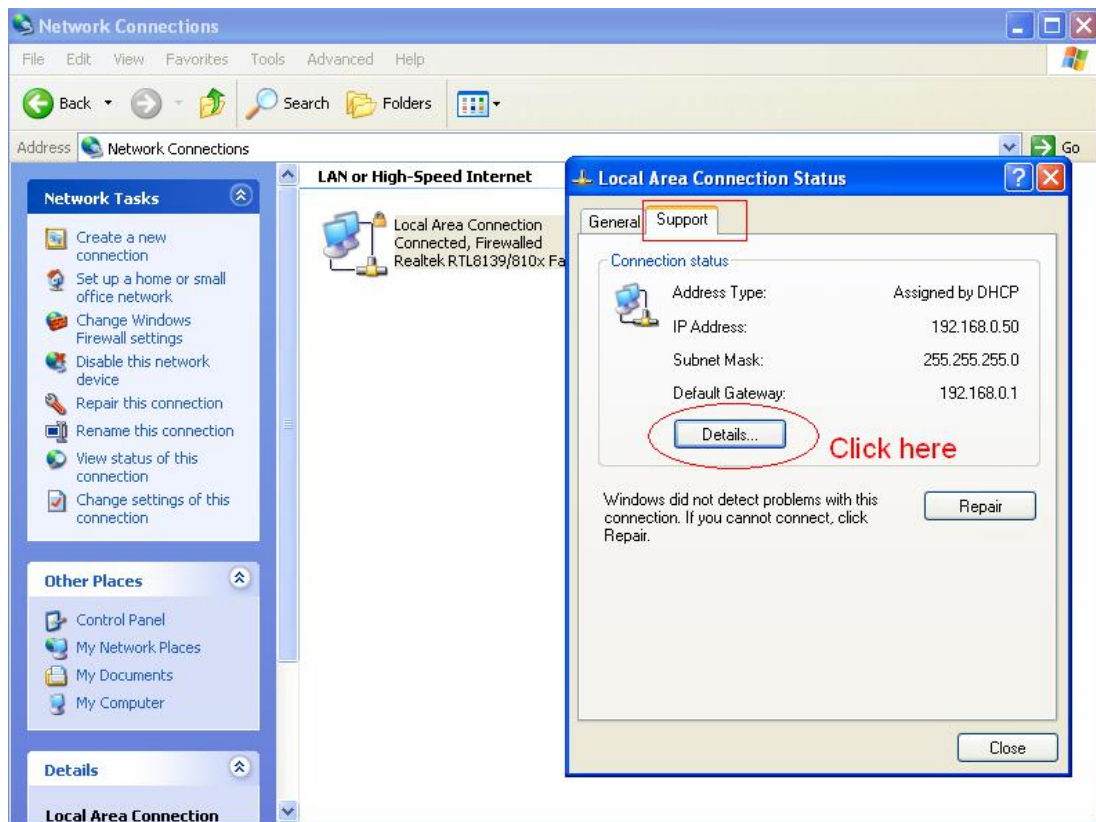 Network Connections
File Edit View Favorites Tools Advanced Help
Back Search Folders
Address Network Connections Go
Network Tasks
Create a new
connection
Set up a home or small
office network
Change Windows
Firewall settings
Disable this network
device
Repair this connection
Rename this connection
View status of this
connection
Change settings of this
connection
Other Places
Control Panel
My Network Places
My Documents
My Computer
Details
Local Area Connection
LAN or High-Speed Internet
Local Area Connection
Connected, Firewalled
Realtek RTL8139/810x Fa
Local Area Connection Status
General Support
Connection status
Address Type: Assigned by DHCP
IP Address: 192.168.0.50
Subnet Mask: 255.255.255.0
Default Gateway: 192.168.0.1
Details... Click here
Windows did not detect problems with this
connection. If you cannot connect, click
Repair.
Repair
Close